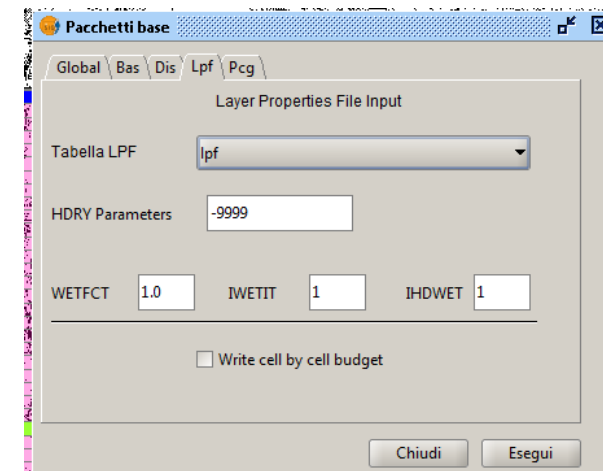 Pacchetti base
Global Bas Dis Lpf Pcg
Layer Properties File Input
Tabella LPF lpf
HDRY Parameters -9999
WETFCT 1.0 IWETIT 1 IHDWET 1
Write cell by cell budget
Chiudi Esegui